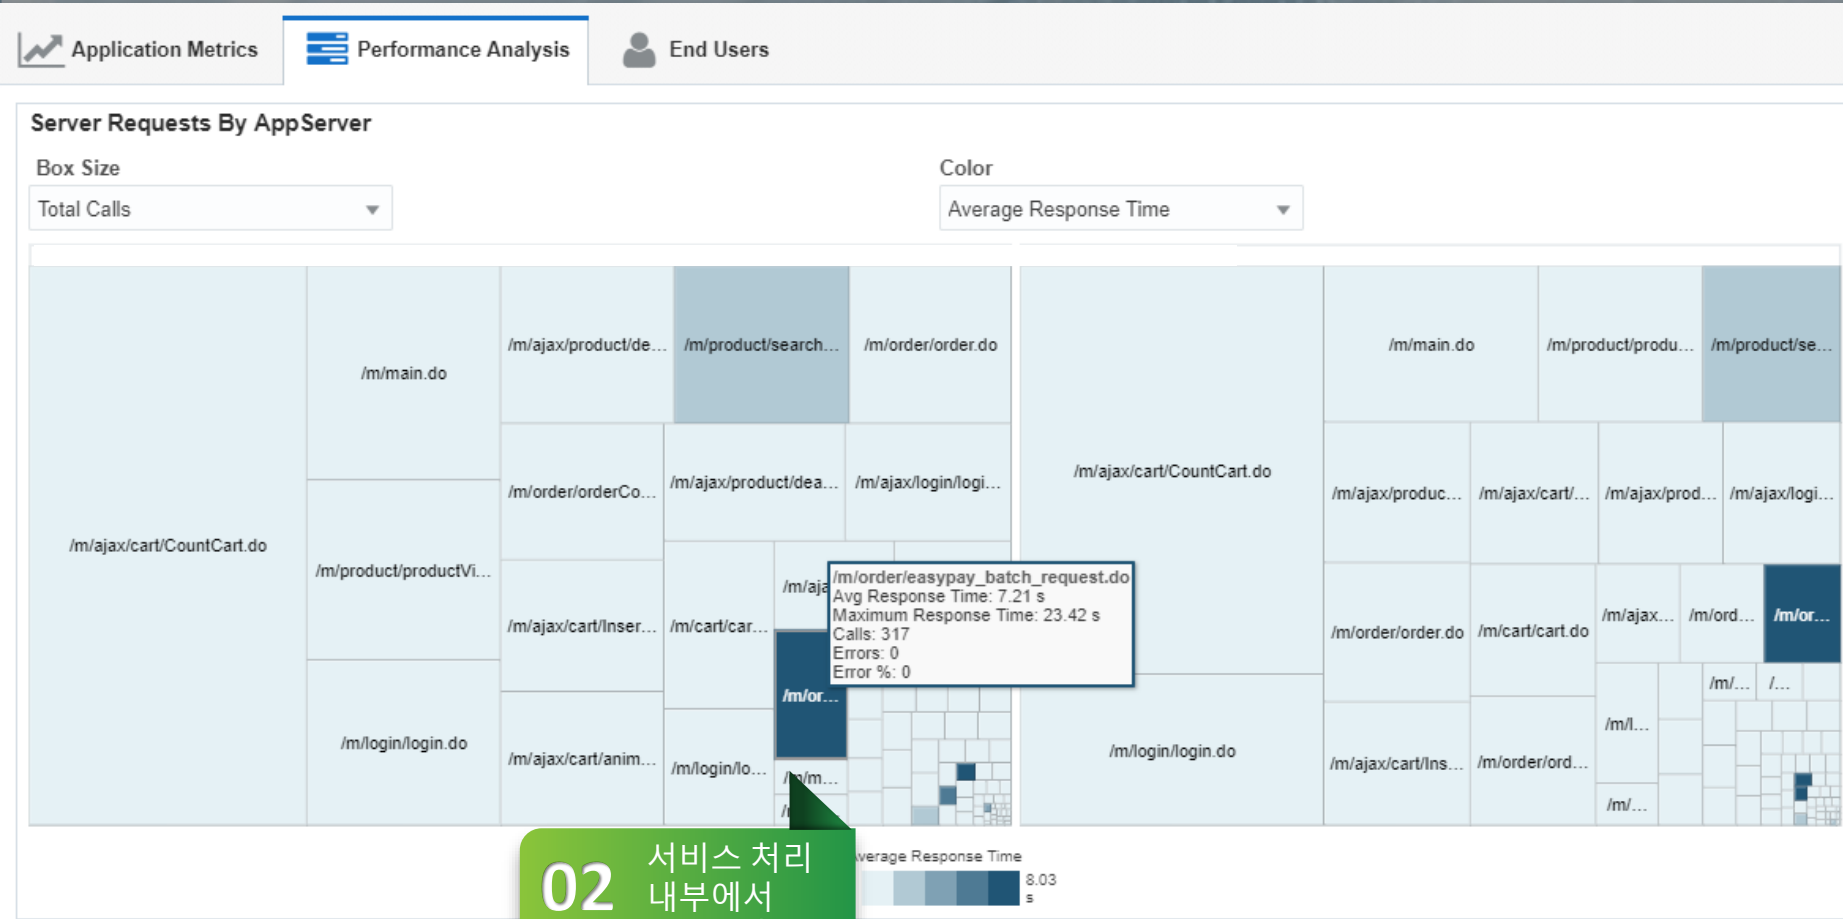 Application Metrics
Performance Analysis
End Users
Server Requests By AppServer
Box Size
Color
Total Calls
Average Response Time
/m/ajax/cart/CountCart.do
/m/main.do
/m/product/productVi...
/m/login/login.do
/m/ajax/product/de...
/m/product/search...
/m/order/order.do
/m/order/orderCo...
/m/ajax/product/dea...
/m/ajax/login/logi...
/m/ajax/cart/Inser...
/m/cart/car...
/m/aja
/m/order/easypay_batch_request.do
Avg Response Time: 7.21 s
Maximum Response Time: 23.42 s
Calls: 317
Errors: 0
Error %: 0
/m/or...
/m/ajax/cart/anim...
/m/login/lo...
/m/m...
/m/ajax/cart/CountCart.do
/m/login/login.do
/m/main.do
/m/product/produ...
/m/product/se...
/m/ajax/produc...
/m/ajax/cart/...
/m/ajax/prod...
/m/ajax/logi...
/m/order/order.do
/m/cart/cart.do
/m/ajax...
/m/ord...
/m/or...
/m/...
/...
/m/l...
/m/ajax/cart/Ins...
/m/order/ord...
/m/...
02
서비스 처리
내부에서
verage Response Time
8.03
s